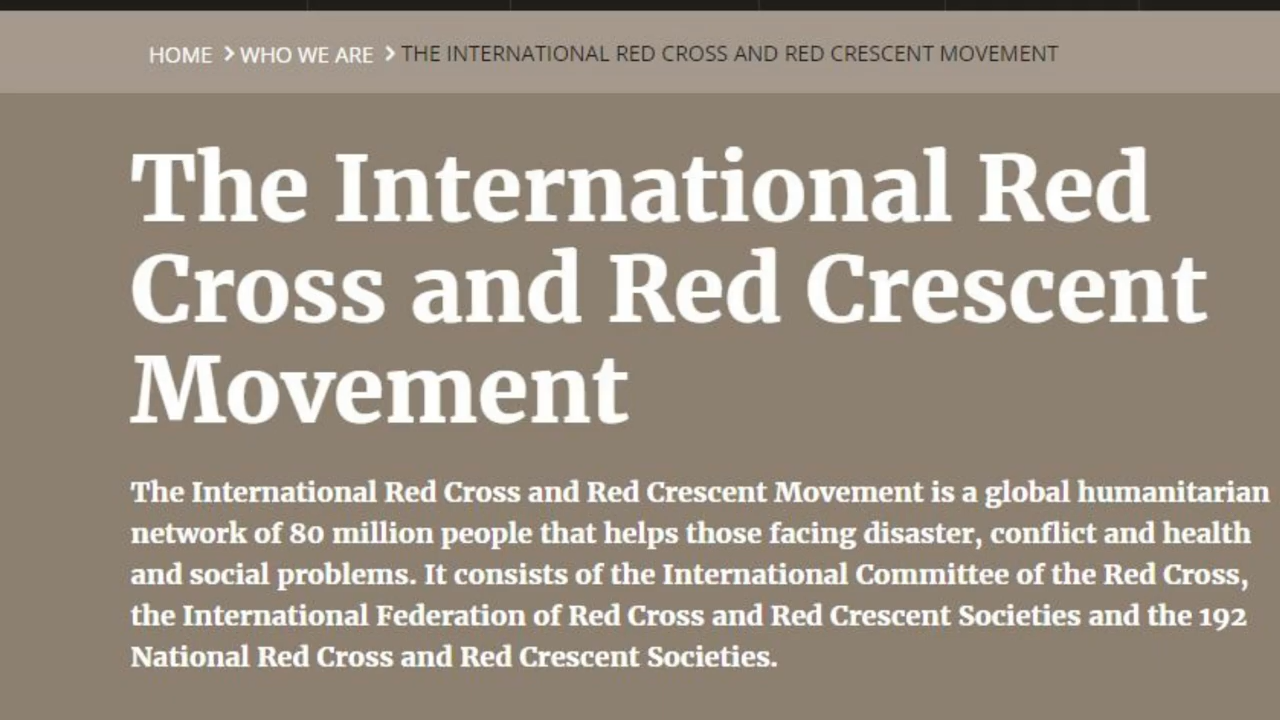 HOME > WHO WE ARE > THE INTERNATIONAL RED CROSS AND RED CRESCENT MOVEMENT
The International Red
Cross and Red Crescent
Movement
The International Red Cross and Red Crescent Movement is a global humanitarian
network of 80 million people that helps those facing disaster, conflict and health
and social problems. It consists of the International Committee of the Red Cross,
the International Federation of Red Cross and Red Crescent Societies and the 192
National Red Cross and Red Crescent Societies.